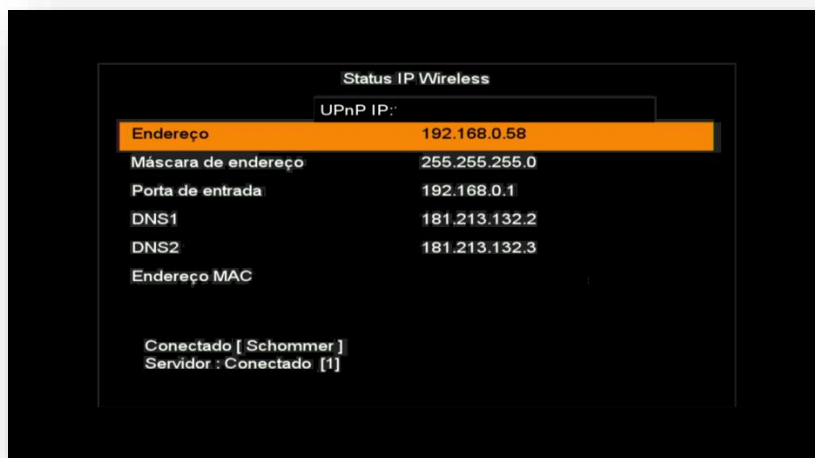 Status IP Wireless
UPnP IP:
Endereço 192.168.0.58
Máscara de endereço 255.255.255.0
Porta de entrada 192.168.0.1
DNS1 181.213.132.2
DNS2 181.213.132.3
Endereço MAC
Conectado [ Schommer ]
Servidor : Conectado [1]